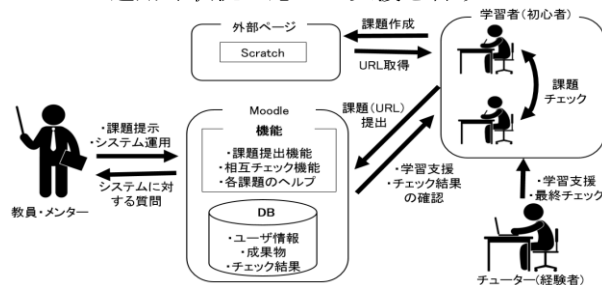 外部ページ
Scratch
課題作成
URL取得
学習者(初心者)
課題
チェック
・課題提示
・システム運用
システムに対
する質問
教員・メンター
Moodle
機能
・課題提出機能
・相互チェック機能
・各課題のヘルプ
DB
・ユーザ情報
・成果物
・チェック結果
課題(URL)
提出
・学習支援
・チェック結果
の確認
・学習支援
・最終チェック
チューター(経験者)